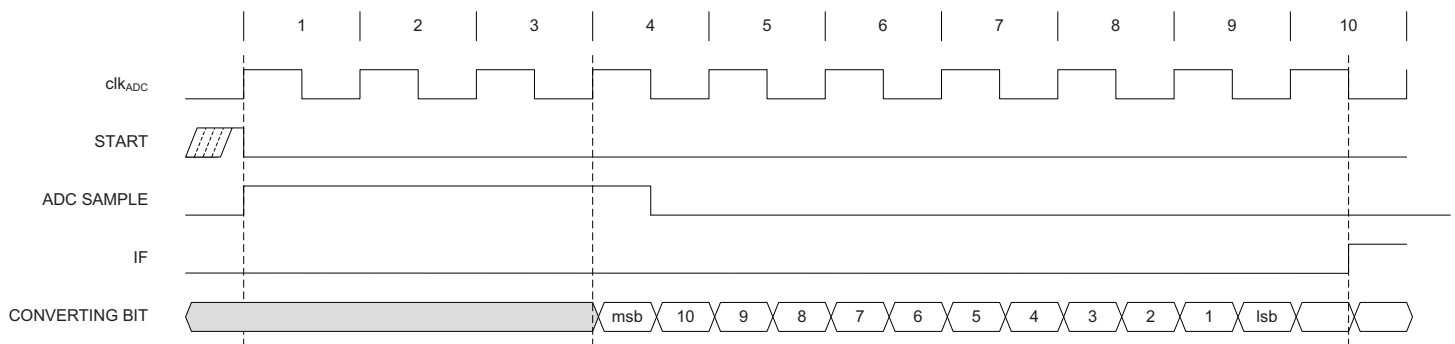 1 2 3 4 5 6 7 8 9 10
clkADC
START
ADC SAMPLE
IF
CONVERTING BIT msb 10 9 8 7 6 5 4 3 2 1 lsb